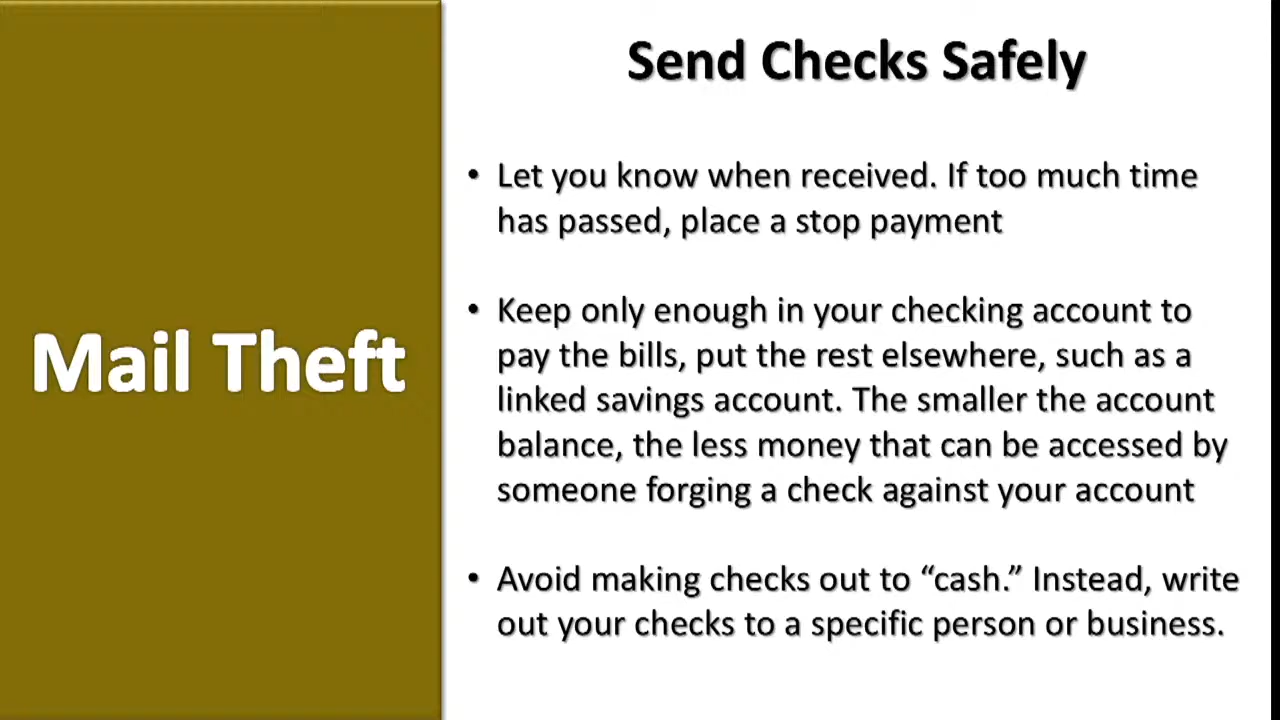 Mail Theft
Send Checks Safely
• Let you know when received. If too much time
has passed, place a stop payment
• Keep only enough in your checking account to
pay the bills, put the rest elsewhere, such as a
linked savings account. The smaller the account
balance, the less money that can be accessed by
someone forging a check against your account
• Avoid making checks out to “cash.” Instead, write
out your checks to a specific person or business.